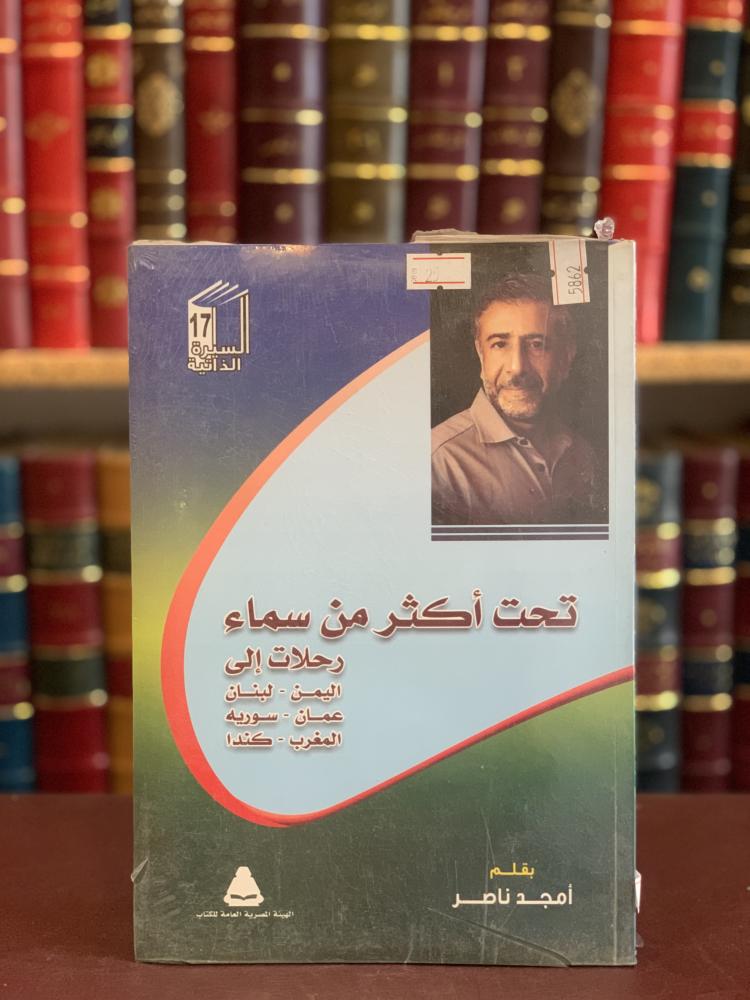 17
السيرة
الذاتية
25
5862
تحت أكثر من سماء
رحلات إلى
اليمن - لبنان
عمان - سوريه
المغرب - كندا
بقلم
أمجد ناصر
الهيئة المصرية العامة للكتاب